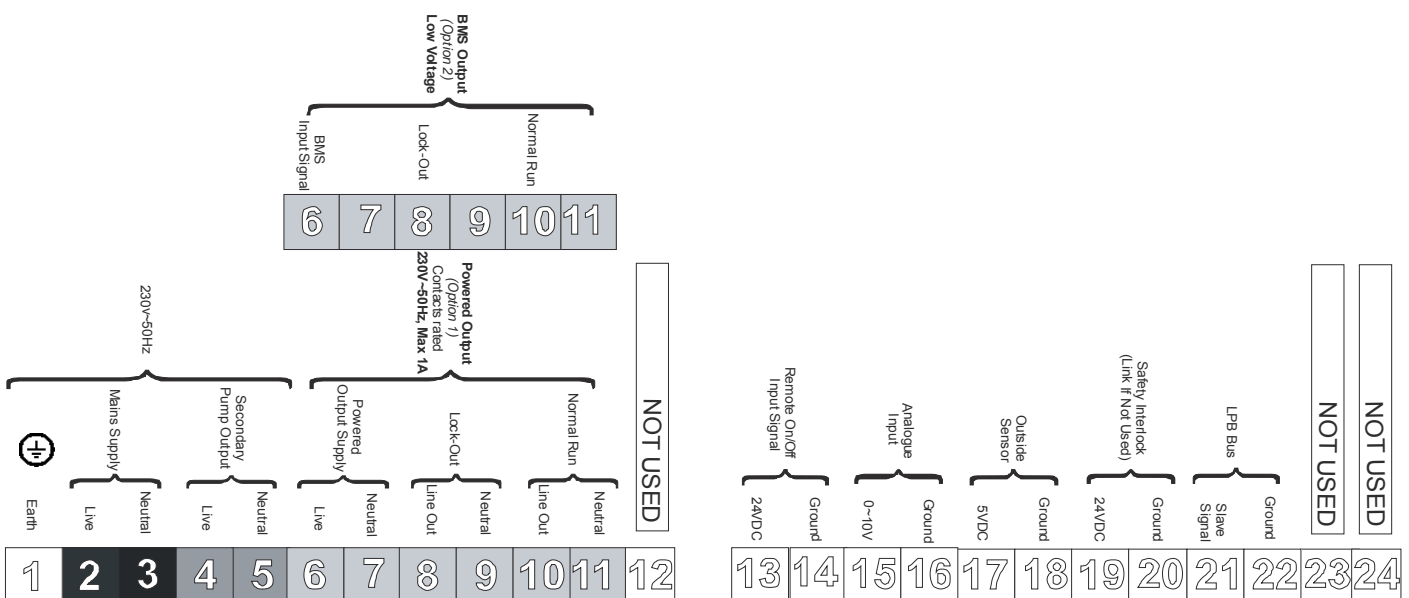 BMS Output
(Option 2)
Low Voltage
BMS
Input Signal
Lock-Out
Normal Run
6 7 8 9 10 11
Powered Output
(Option 1)
Contacts rated
230V~50Hz, Max 1A
230v~50Hz
Mains Supply
Secondary
Pump Output
Powered
Output Supply
Lock-Out
Normal Run
NOT USED
Earth
Live
Neutral
Live
Neutral
Live
Neutral
Line Out
Neutral
Line Out
Neutral
1 2 3 4 5 6 7 8 9 10 11 12
Remote On/Off
Input Signal
Analogue
Input
Outside
Sensor
Safety Interlock
(Link If Not Used)
LPB Bus
NOT USED
NOT USED
24VDC
Ground
0~10V
Ground
5VDC
Ground
24VDC
Ground
Slave
Signal
Ground
13 14 15 16 17 18 19 20 21 22 23 24